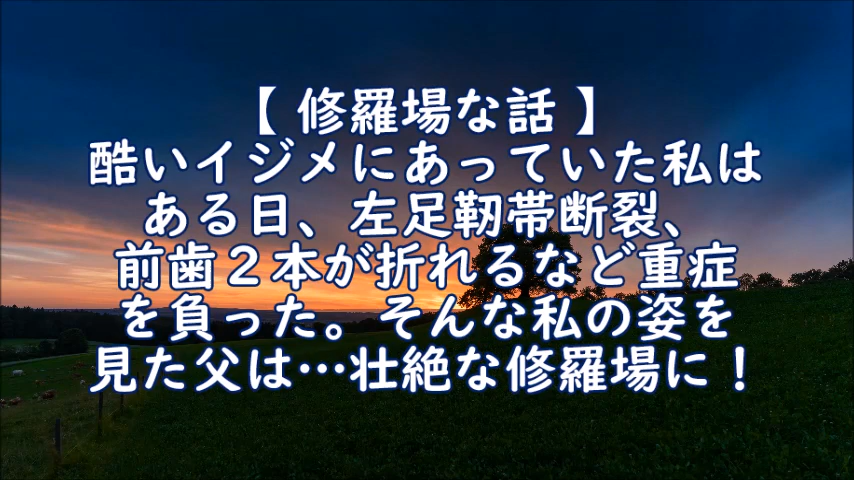 【 修羅場な話 】
酷いイジメにあっていた私は
ある日、左足靭帯断裂、
前歯２本が折れるなど重症
を負った。そんな私の姿を
見た父は…壮絶な修羅場に！